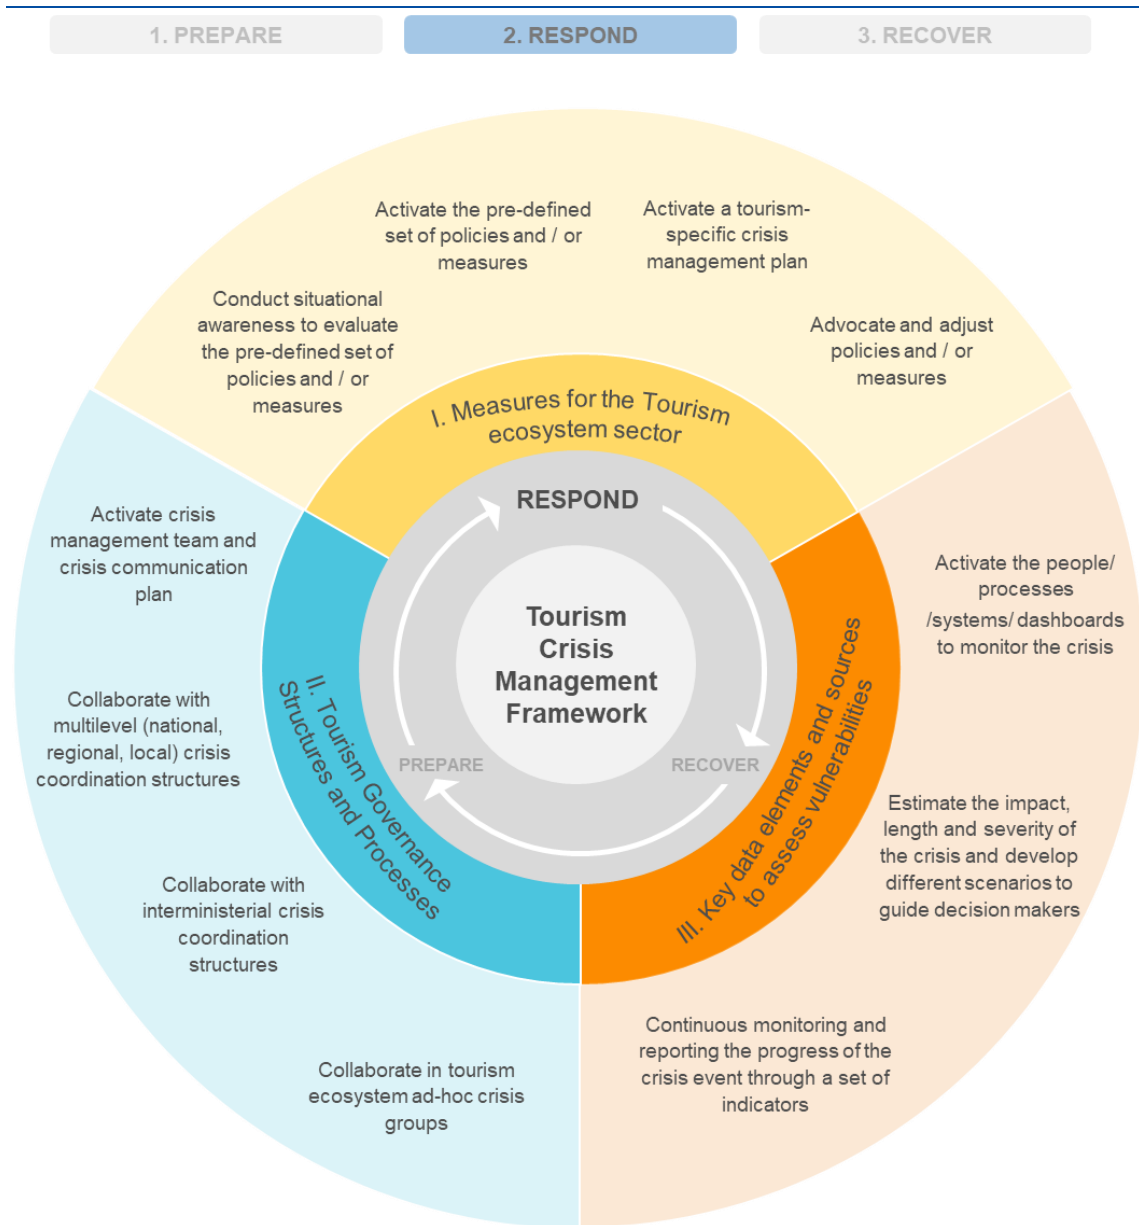 1. PREPARE
2. RESPOND
3. RECOVER
Activate the pre-defined
set of policies and / or
measures
Activate a tourism-
specific crisis
management plan
Conduct situational
awareness to evaluate
the pre-defined set of
policies and / or
measures
Advocate and adjust
policies and / or
measures
I. Measures for the Tourism
ecosystem sector
RESPOND
Tourism
Crisis
Management
Framework
PREPARE
RECOVER
Activate crisis
management team and
crisis communication
plan
Collaborate with
multilevel (national,
regional, local) crisis
coordination structures
Collaborate with
interministerial crisis
coordination
structures
Collaborate in tourism
ecosystem ad-hoc crisis
groups
II. Tourism Governance
Structures and Processes
III. Key data elements and sources
to assess vulnerabilities
Activate the people/
processes
/systems/ dashboards
to monitor the crisis
Estimate the impact,
length and severity of
the crisis and develop
different scenarios to
guide decision makers
Continuous monitoring and
reporting the progress of the
crisis event through a set of
indicators